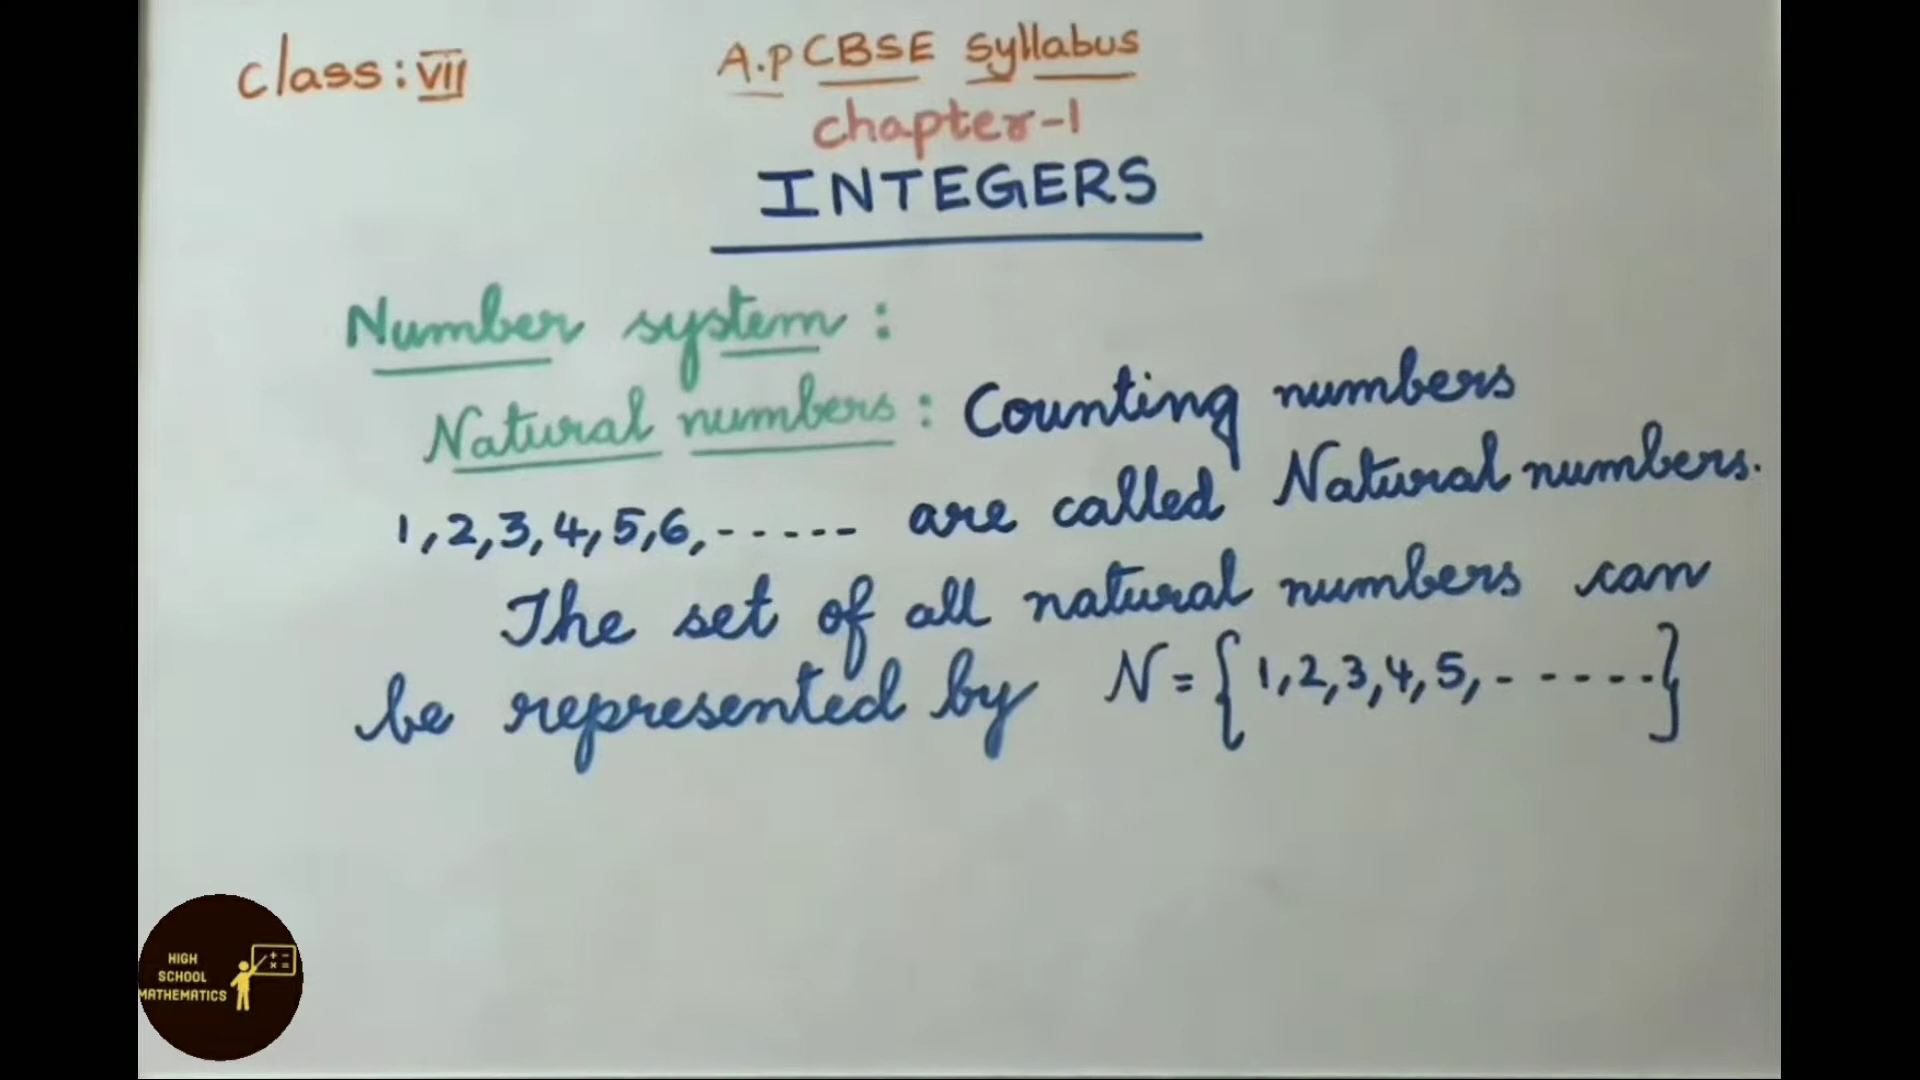 Class: VII
A.P CBSE Syllabus
Chapter-1
INTEGERS
Number system:
Natural numbers: Counting numbers
1,2,3,4,5,6,----- are called Natural numbers.
The set of all natural numbers can
be represented by N = {1,2,3,4,5,-----}
HIGH
SCHOOL
MATHEMATICS